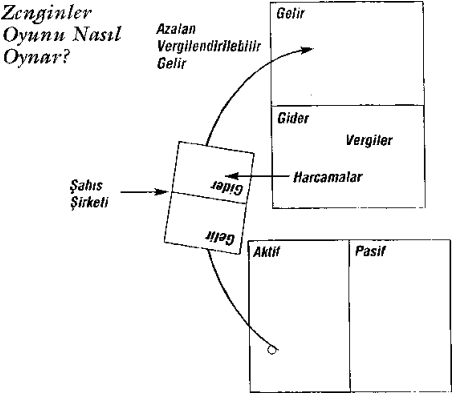 Zenginler
Oyunu Nasıl
Oynar?
Azalan
Vergilendirilebilir
Gelir
Gelir
Gider
Vergiler
Harcamalar
Şahıs
Şirketi
Gider
Gelir
Aktif
Pasif